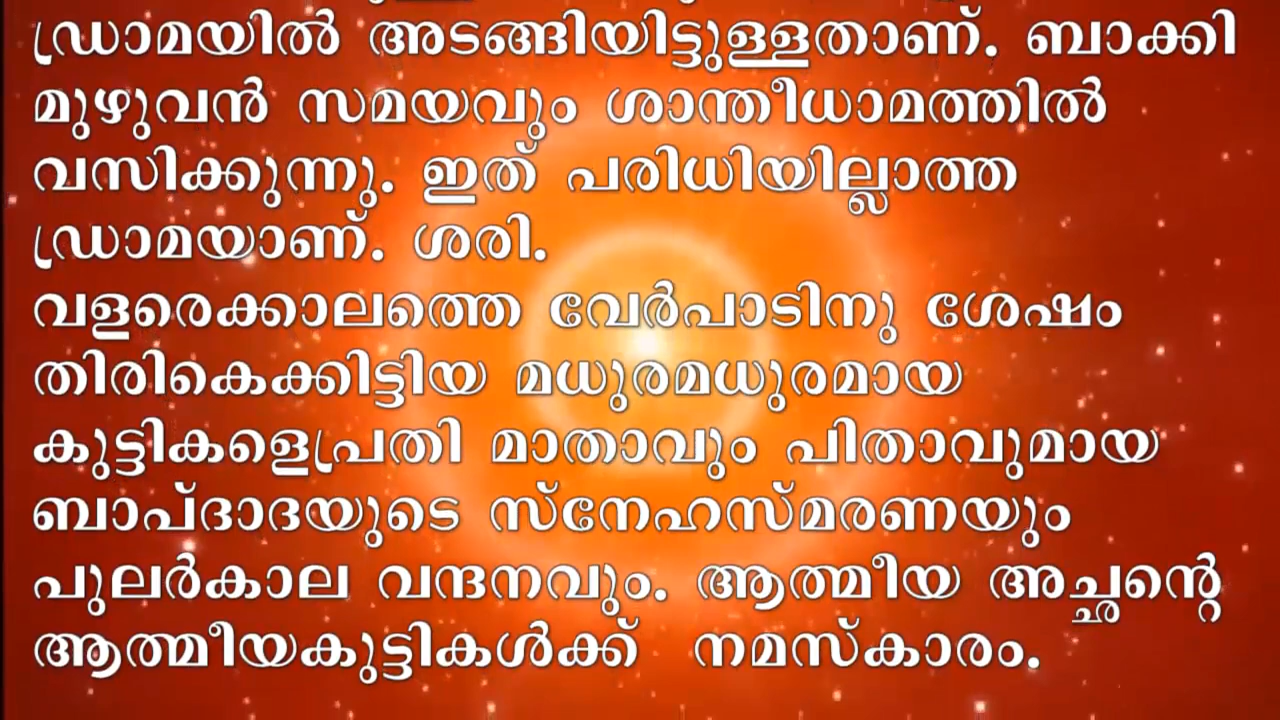 ഡ്രാമയിൽ അടങ്ങിയിട്ടുള്ളതാണ്. ബാക്കി
മുഴുവൻ സമയവും ശാന്തീധാമത്തിൽ
വസിക്കുന്നു. ഇത് പരിധിയില്ലാത്ത
ഡ്രാമയാണ്. ശരി.
വളരെക്കാലത്തെ വേർപാടിനു ശേഷം
തിരികെക്കിട്ടിയ മധുരമധുരമായ
കുട്ടികളെപ്രതി മാതാവും പിതാവുമായ
ബാപ്ദാദയുടെ സ്നേഹസ്മരണയും
പുലർകാല വന്ദനവും. ആത്മീയ അച്ഛന്റെ
ആത്മീയകുട്ടികൾക്ക് നമസ്കാരം.